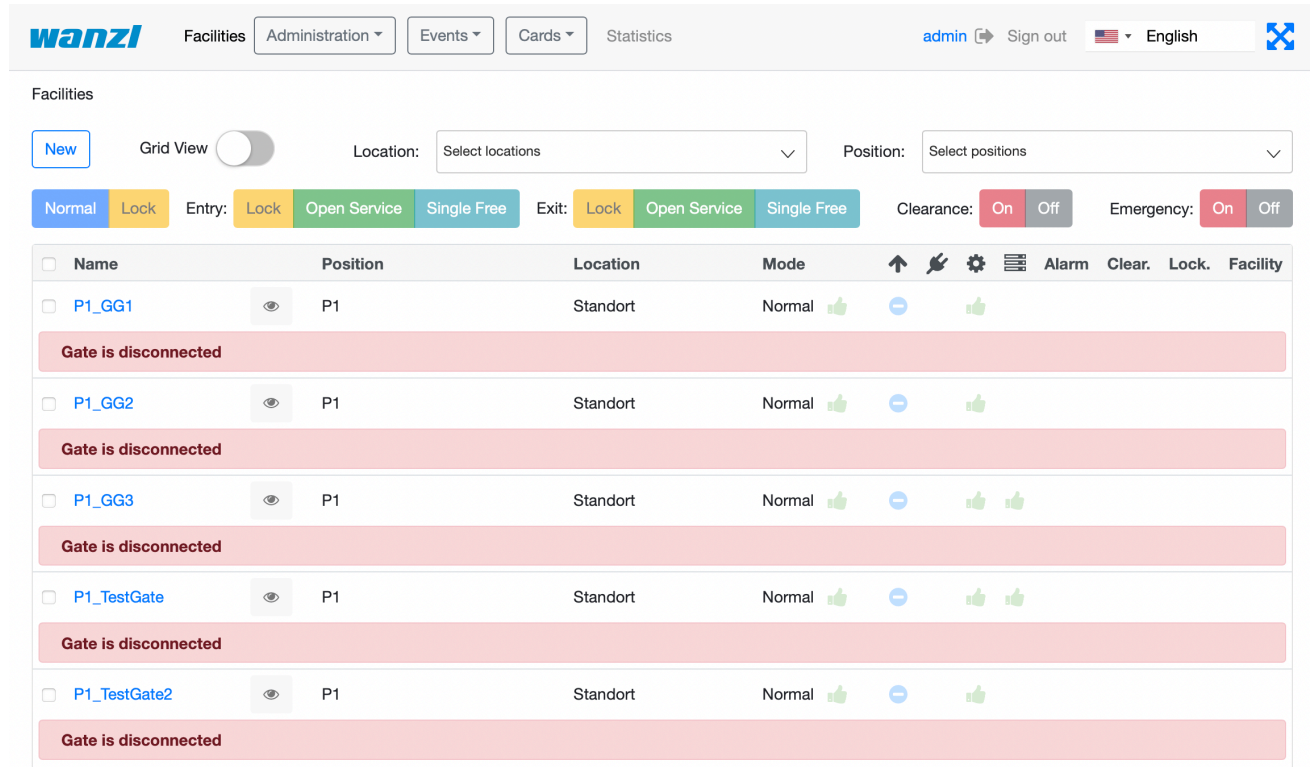 wanzl Facilities Administration Events Cards Statistics admin Sign out English
Facilities
New Grid View Location: Select locations Position: Select positions
Normal Lock Entry: Lock Open Service Single Free Exit: Lock Open Service Single Free Clearance: On Off Emergency: On Off
Name Position Location Mode Alarm Clear. Lock. Facility
P1_GG1 P1 Standort Normal
Gate is disconnected
P1_GG2 P1 Standort Normal
Gate is disconnected
P1_GG3 P1 Standort Normal
Gate is disconnected
P1_TestGate P1 Standort Normal
Gate is disconnected
P1_TestGate2 P1 Standort Normal
Gate is disconnected